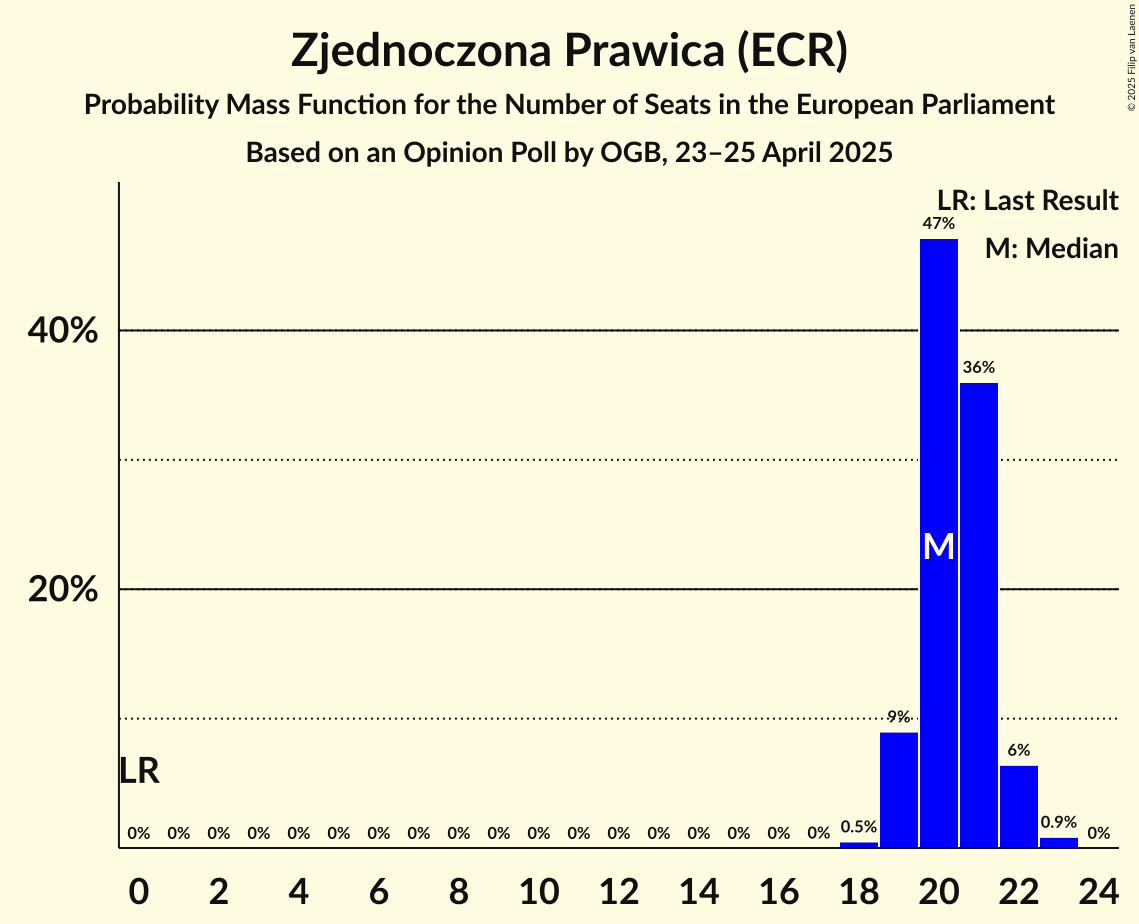 Zjednoczona Prawica (ECR)
Probability Mass Function for the Number of Seats in the European Parliament
Based on an Opinion Poll by OGB, 23–25 April 2025
© 2025 Filip van Laenen
LR: Last Result
47%
M: Median
40%
36%
M
20%
9%
6%
LR
0% 0% 0% 0% 0% 0% 0% 0% 0% 0% 0% 0% 0% 0% 0% 0% 0% 0% 0.5% 0.9% 0%
0 2 4 6 8 10 12 14 16 18 20 22 24